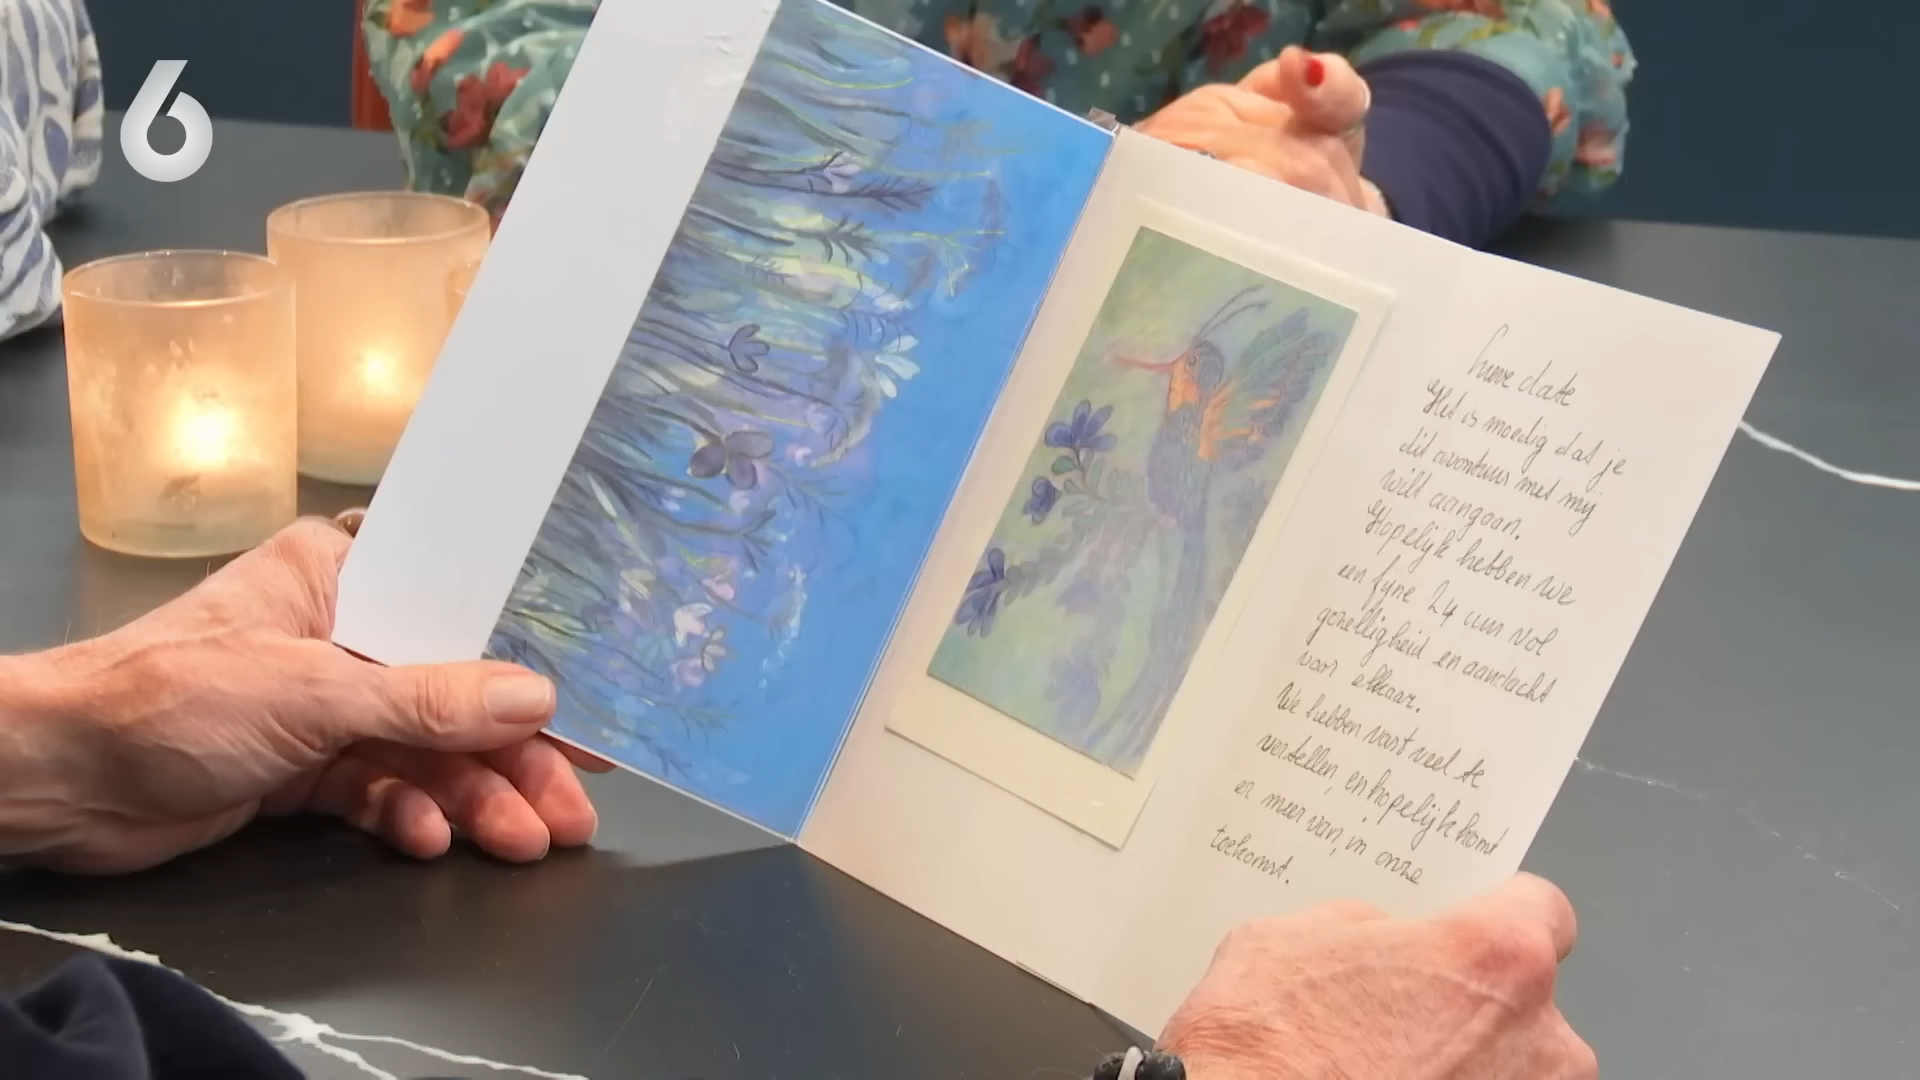 6
Lieve date
Het is moedig dat je
dit avontuur met mij
wilt aangaan.
Hopelijk hebben we
een fijne 24 uur vol
gezelligheid en aandacht
voor elkaar.
We hebben vast veel te
vertellen, en hopelijk komt
er meer van, in onze
toekomst.